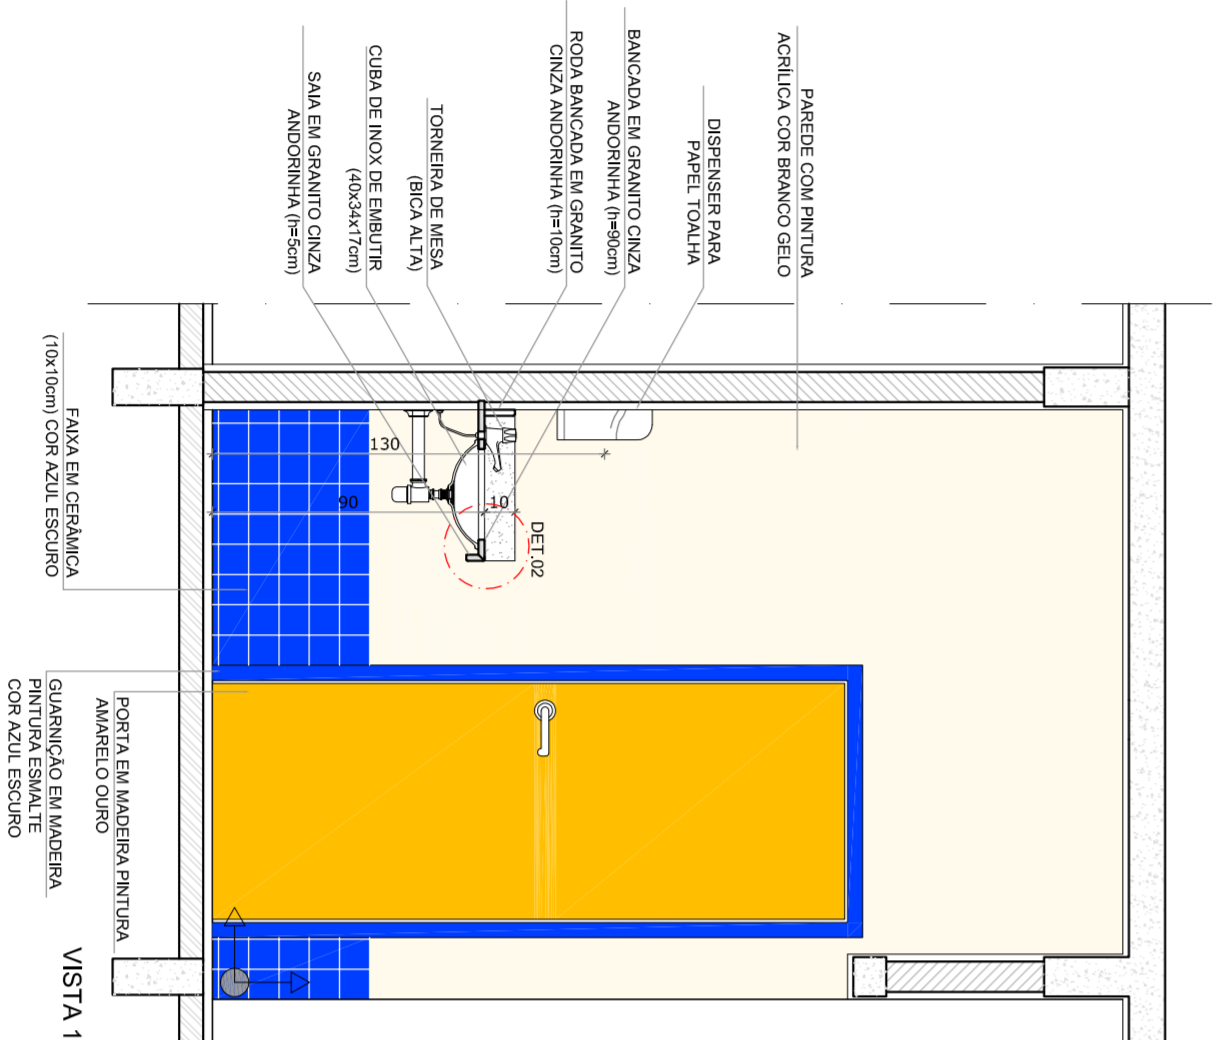 PAREDE COM PINTURA
ACRÍLICA COR BRANCO GELO
DISPENSER PARA
PAPEL TOALHA
BANCADA EM GRANITO CINZA
ANDORINHA (h=90cm)
RODA BANCADA EM GRANITO
CINZA ANDORINHA (h=10cm)
TORNEIRA DE MESA
(BICA ALTA)
CUBA DE INOX DE EMBUTIR
(40x34x17cm)
SAIA EM GRANITO CINZA
ANDORINHA (h=5cm)
130
90
10
DET.02
FAIXA EM CERÂMICA
(10x10cm) COR AZUL ESCURO
PORTA EM MADEIRA PINTURA
AMARELO OURO
GUARNIÇÃO EM MADEIRA
PINTURA ESMALTE
COR AZUL ESCURO
VISTA 1